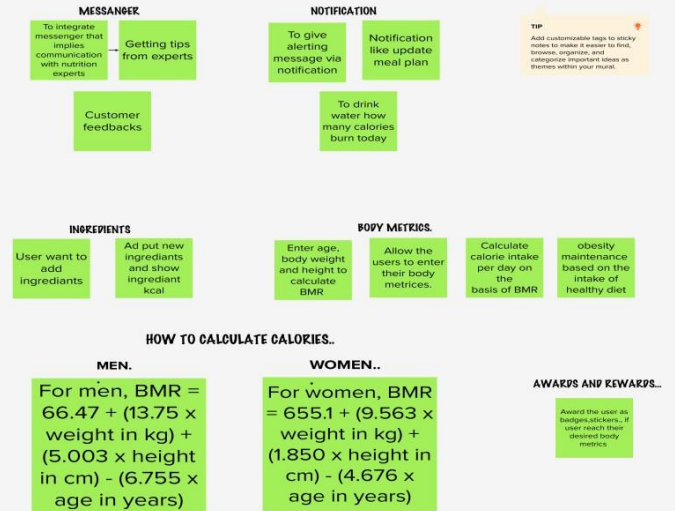 MESSANGER
To integrate
messenger that
implies
communication
with nutrition
experts
Getting tips
from experts
Customer
feedbacks
NOTIFICATION
To give
alerting
message via
notification
Notification
like update
meal plan
To drink
water how
many calories
burn today
TIP
Add customizable tags to sticky
notes to make it easier to find,
browse, organize, and
categorize important ideas as
themes within your mural.
INGREDIENTS
User want to
add
ingrediants
Ad put new
ingrediants
and show
ingrediant
kcal
BODY METRICS.
Enter age,
body weight
and height to
calculate
BMR
Allow the
users to enter
their body
metrices.
Calculate
calorie intake
per day on
the
basis of BMR
obesity
maintenance
based on the
intake of
healthy diet
HOW TO CALCULATE CALORIES..
MEN.
For men, BMR =
66.47 + (13.75 x
weight in kg) +
(5.003 x height
in cm) - (6.755 x
age in years)
WOMEN..
For women, BMR
= 655.1 + (9.563 x
weight in kg) +
(1.850 x height in
cm) - (4.676 x
age in years)
AWARDS AND REWARDS...
Award the user as
badges,stickers,, if
user reach their
desired body
metrics